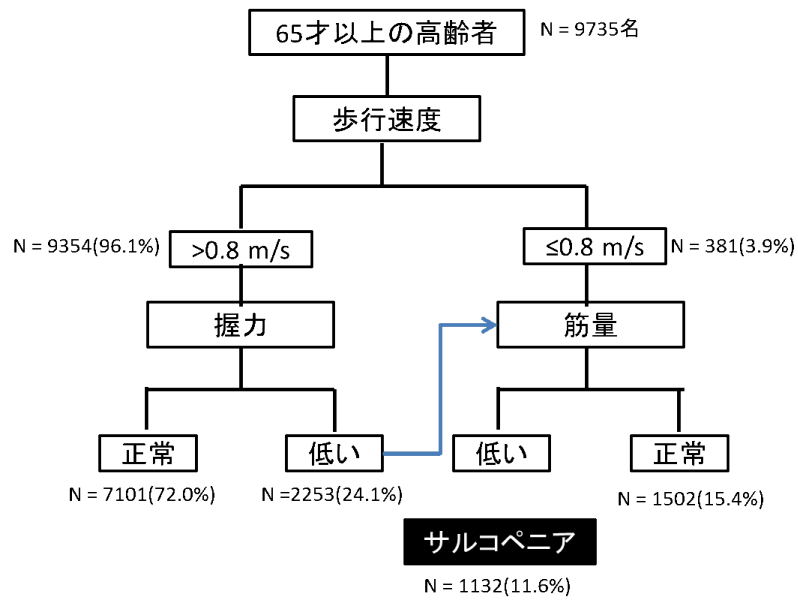 65才以上の高齢者
N = 9735名
歩行速度
N = 9354(96.1%)
>0.8 m/s
≤0.8 m/s
N = 381(3.9%)
握力
筋量
正常
低い
低い
正常
N = 7101(72.0%)
N =2253(24.1%)
N = 1502(15.4%)
サルコペニア
N = 1132(11.6%)